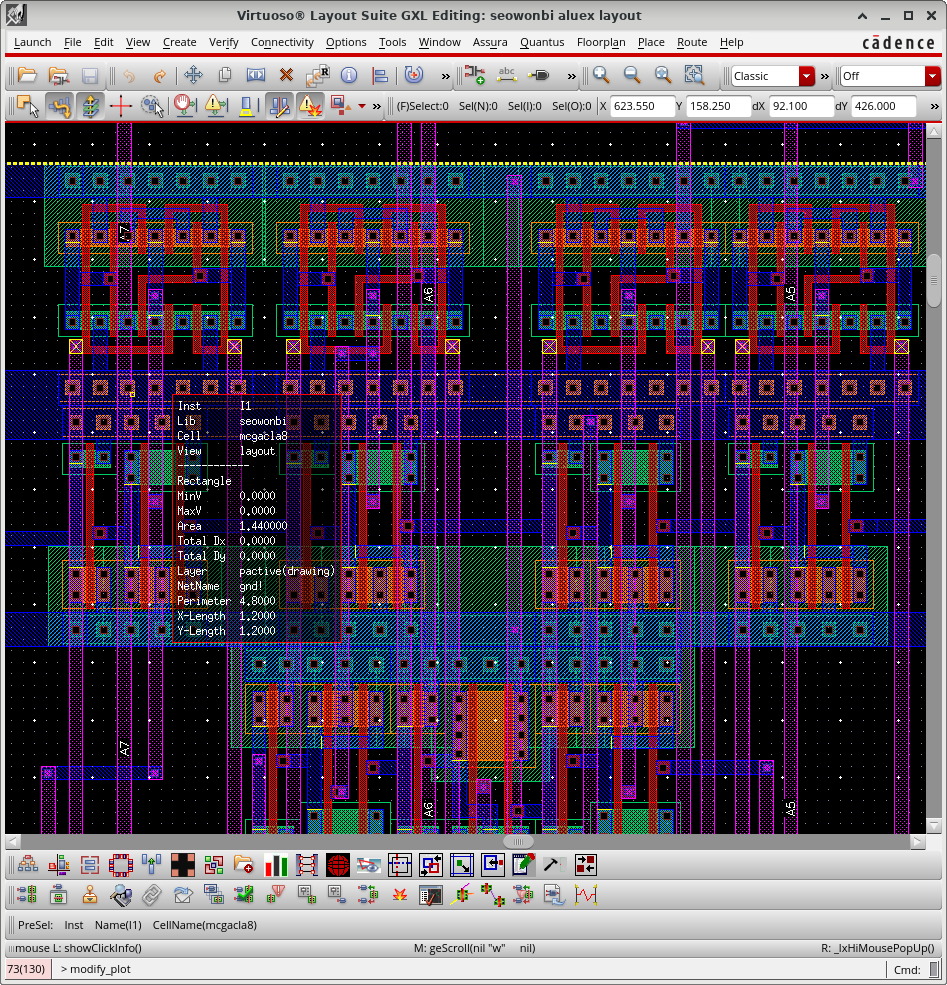 Virtuoso® Layout Suite GXL Editing: seowonbi aluex layout
Launch File Edit View Create Verify Connectivity Options Tools Window Assura Quantus Floorplan Place Route Help cādence
Classic » Off
(F)Select:0 Sel(N):0 Sel(I):0 Sel(O):0 X 623.550 Y 158.250 dX 92.100 dY 426.000 »
A7
A6
A5
Inst I1
Lib seowonbi
Cell mcgacla8
View layout
-------------
Rectangle
MinV 0.0000
MaxV 0.0000
Area 1.440000
Total Dx 0.0000
Total Dy 0.0000
Layer pactive(drawing)
NetName gnd!
Perimeter 4.8000
X-Length 1.2000
Y-Length 1.2000
A7
A6
A5
PreSel: Inst Name(I1) CellName(mcgacla8)
mouse L: showClickInfo() M: geScroll(nil "w" nil) R: _lxHiMousePopUp()
73(130) > modify_plot Cmd: